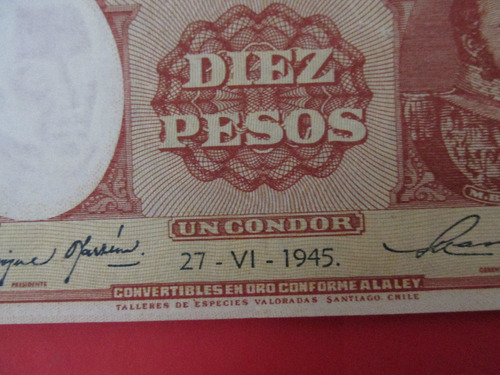 DIEZ
PESOS
UN CONDOR
27 - VI - 1945.
PRESIDENTE
CONVERTIBLES EN ORO CONFORME A LA LEY
TALLERES DE ESPECIES VALORADAS SANTIAGO, CHILE